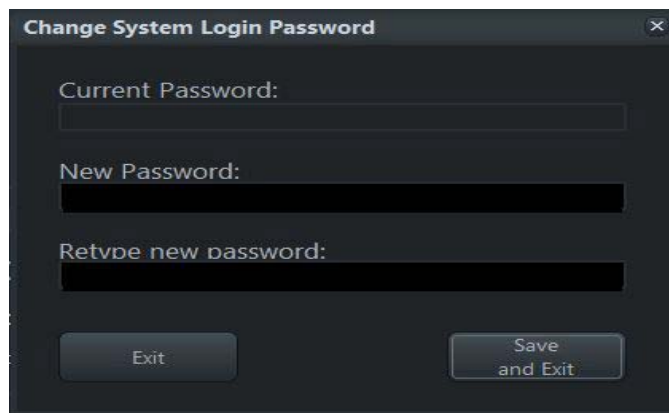 Change System Login Password
Current Password:
New Password:
Retype new password:
Exit
Save
and Exit